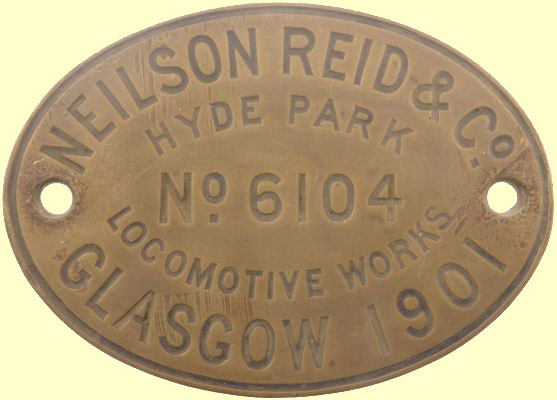 NEILSON REID & Co.
HYDE PARK
No 6104
LOCOMOTIVE WORKS
GLASGOW. 1901